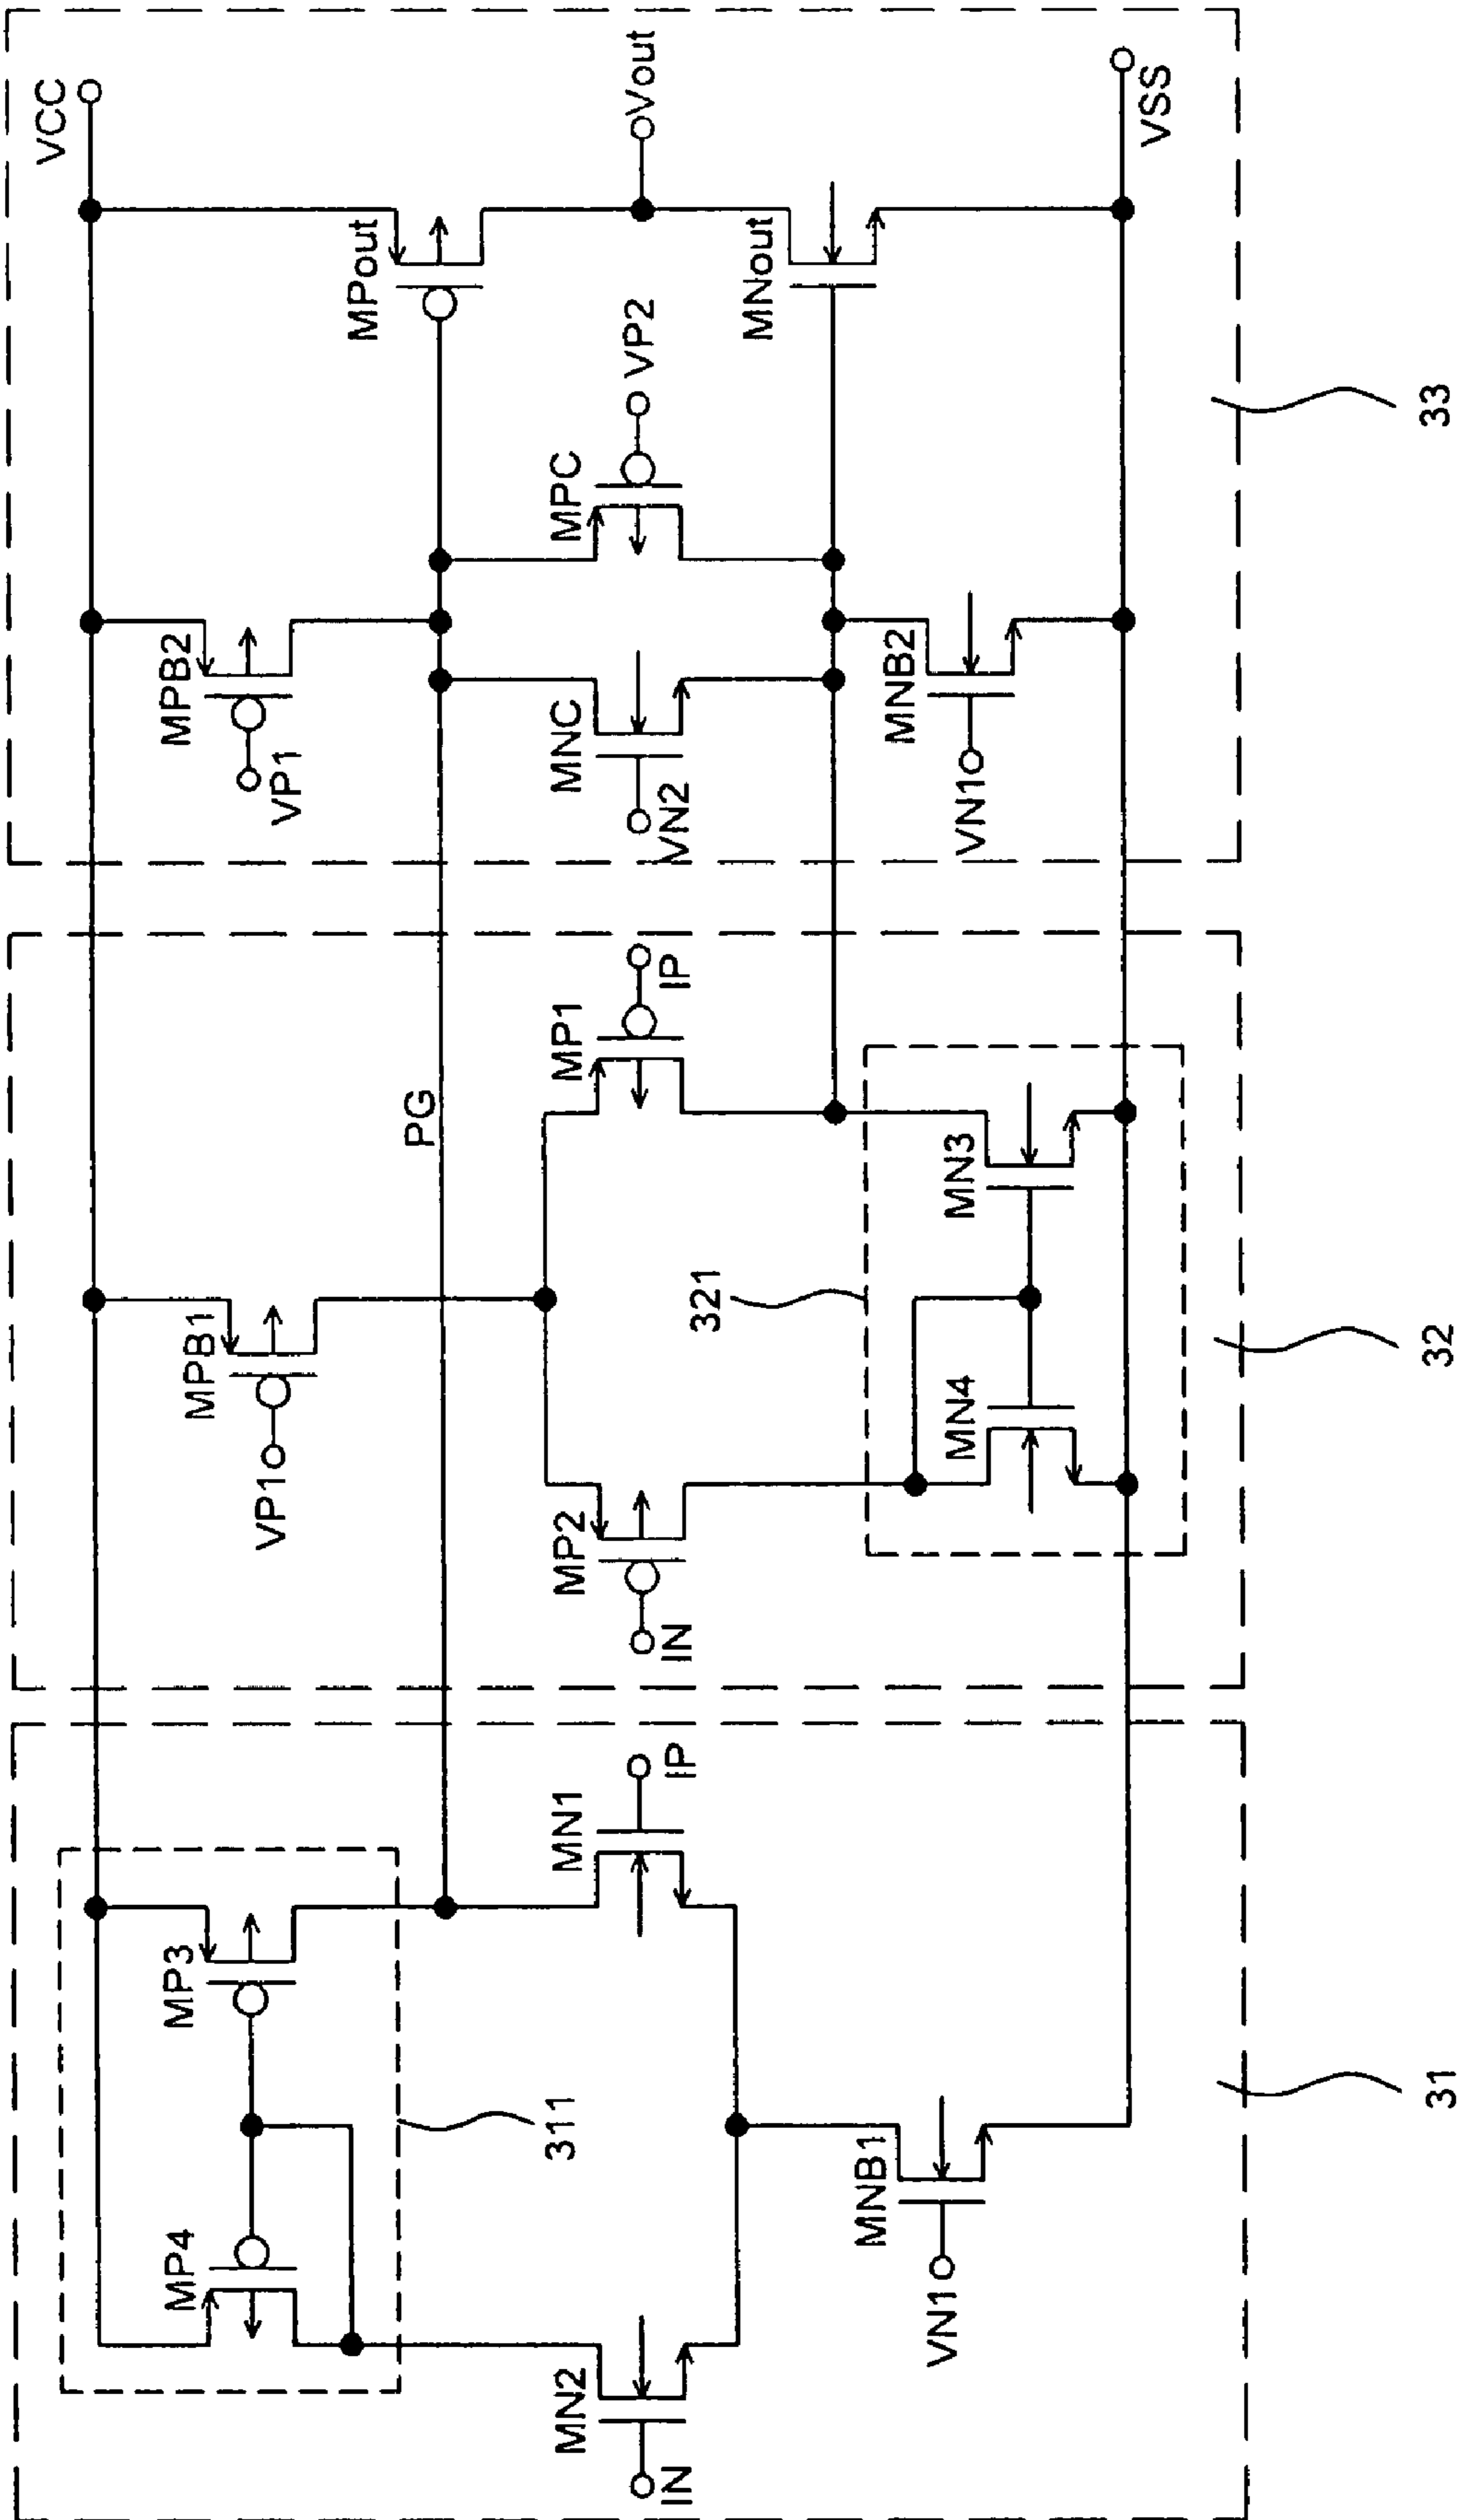 VCC
Vout
VSS
MPout
MNout
VP2
MPC
MPB2
VP1
MNC
VN2
MNB2
VN1
33
MP1
IP
PG
MPB1
VP1
MN3
321
MN4
MP2
IN
32
MN1
IP
MP3
311
MP4
MNB1
VN1
MN2
IN
31